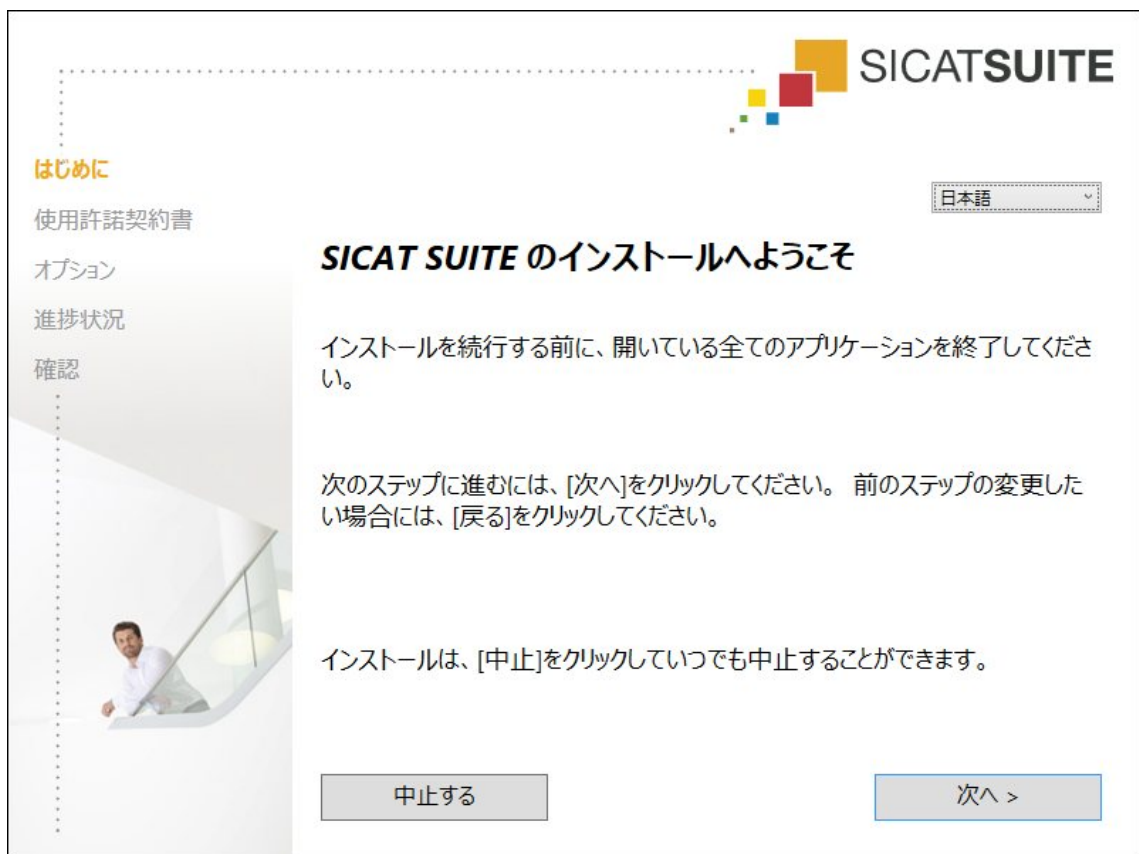 SICATSUITE
はじめに
使用許諾契約書
オプション
進捗状況
確認
日本語
SICAT SUITE のインストールへようこそ
インストールを続行する前に、開いている全てのアプリケーションを終了してくださ
い。
次のステップに進むには、[次へ]をクリックしてください。 前のステップの変更した
い場合には、[戻る]をクリックしてください。
インストールは、[中止]をクリックしていつでも中止することができます。
中止する
次へ >